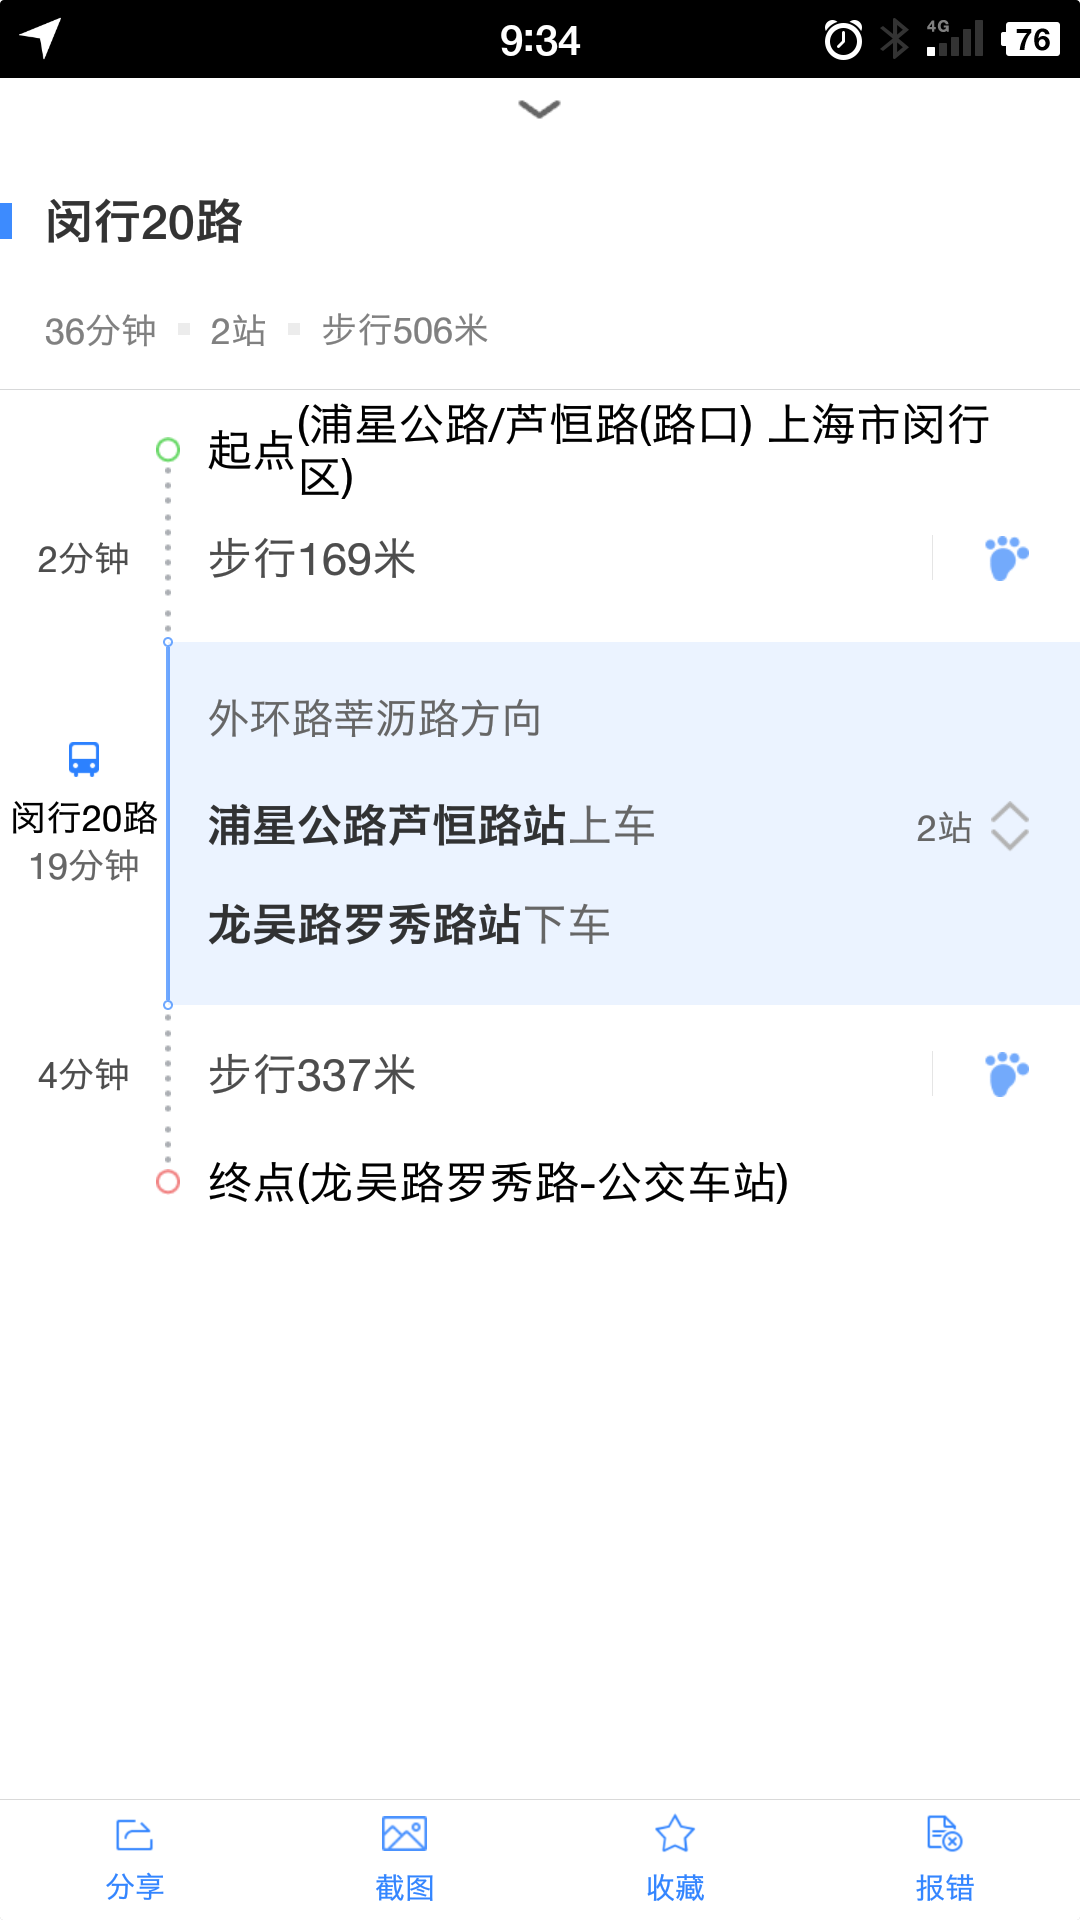 9:34
4G
76
闵行20路
36分钟 2站 步行506米
起点(浦星公路/芦恒路(路口) 上海市闵行
区)
2分钟 步行169米
外环路莘沥路方向
浦星公路芦恒路站上车 2站
闵行20路
19分钟
龙吴路罗秀路站下车
4分钟 步行337米
终点(龙吴路罗秀路-公交车站)
分享 截图 收藏 报错